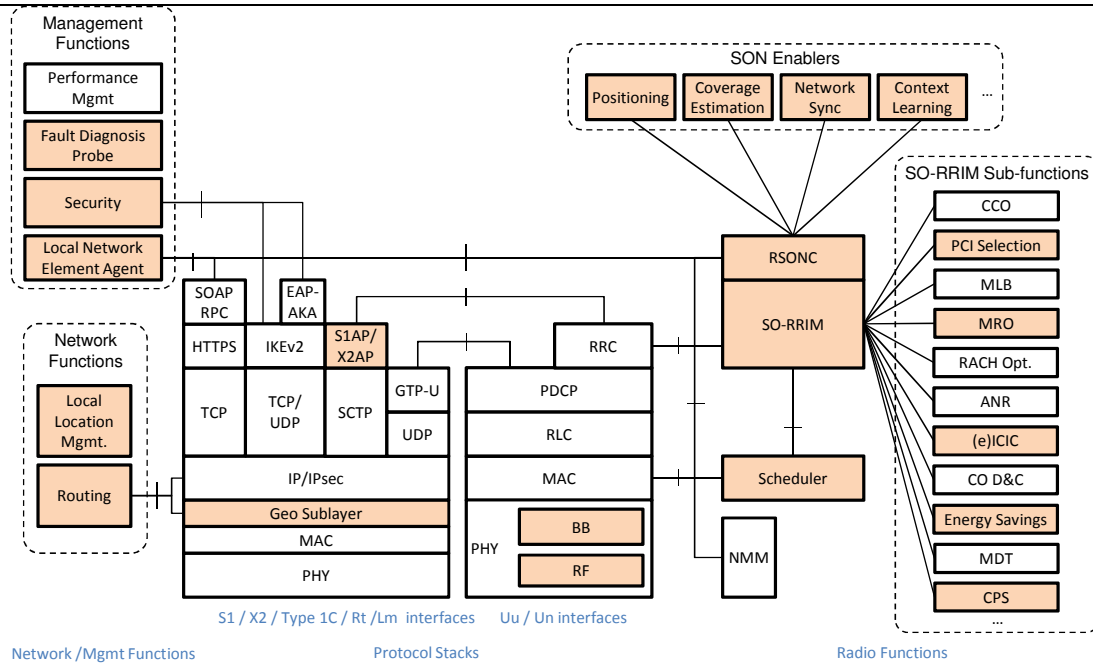 Management
Functions
Performance
Mgmt
Fault Diagnosis
Probe
Security
Local Network
Element Agent
Network
Functions
Local
Location
Mgmt.
Routing
SOAP
RPC
EAP-
AKA
HTTPS
IKEv2
S1AP/
X2AP
TCP
TCP/
UDP
SCTP
GTP-U
UDP
IP/IPsec
Geo Sublayer
MAC
PHY
RRC
PDCP
RLC
MAC
PHY
BB
RF
SON Enablers
Positioning
Coverage
Estimation
Network
Sync
Context
Learning
...
RSONC
SO-RRIM
Scheduler
NMM
SO-RRIM Sub-functions
CCO
PCI Selection
MLB
MRO
RACH Opt.
ANR
(e)ICIC
CO D&C
Energy Savings
MDT
CPS
...
S1 / X2 / Type 1C / Rt /Lm interfaces
Uu / Un interfaces
Network /Mgmt Functions
Protocol Stacks
Radio Functions